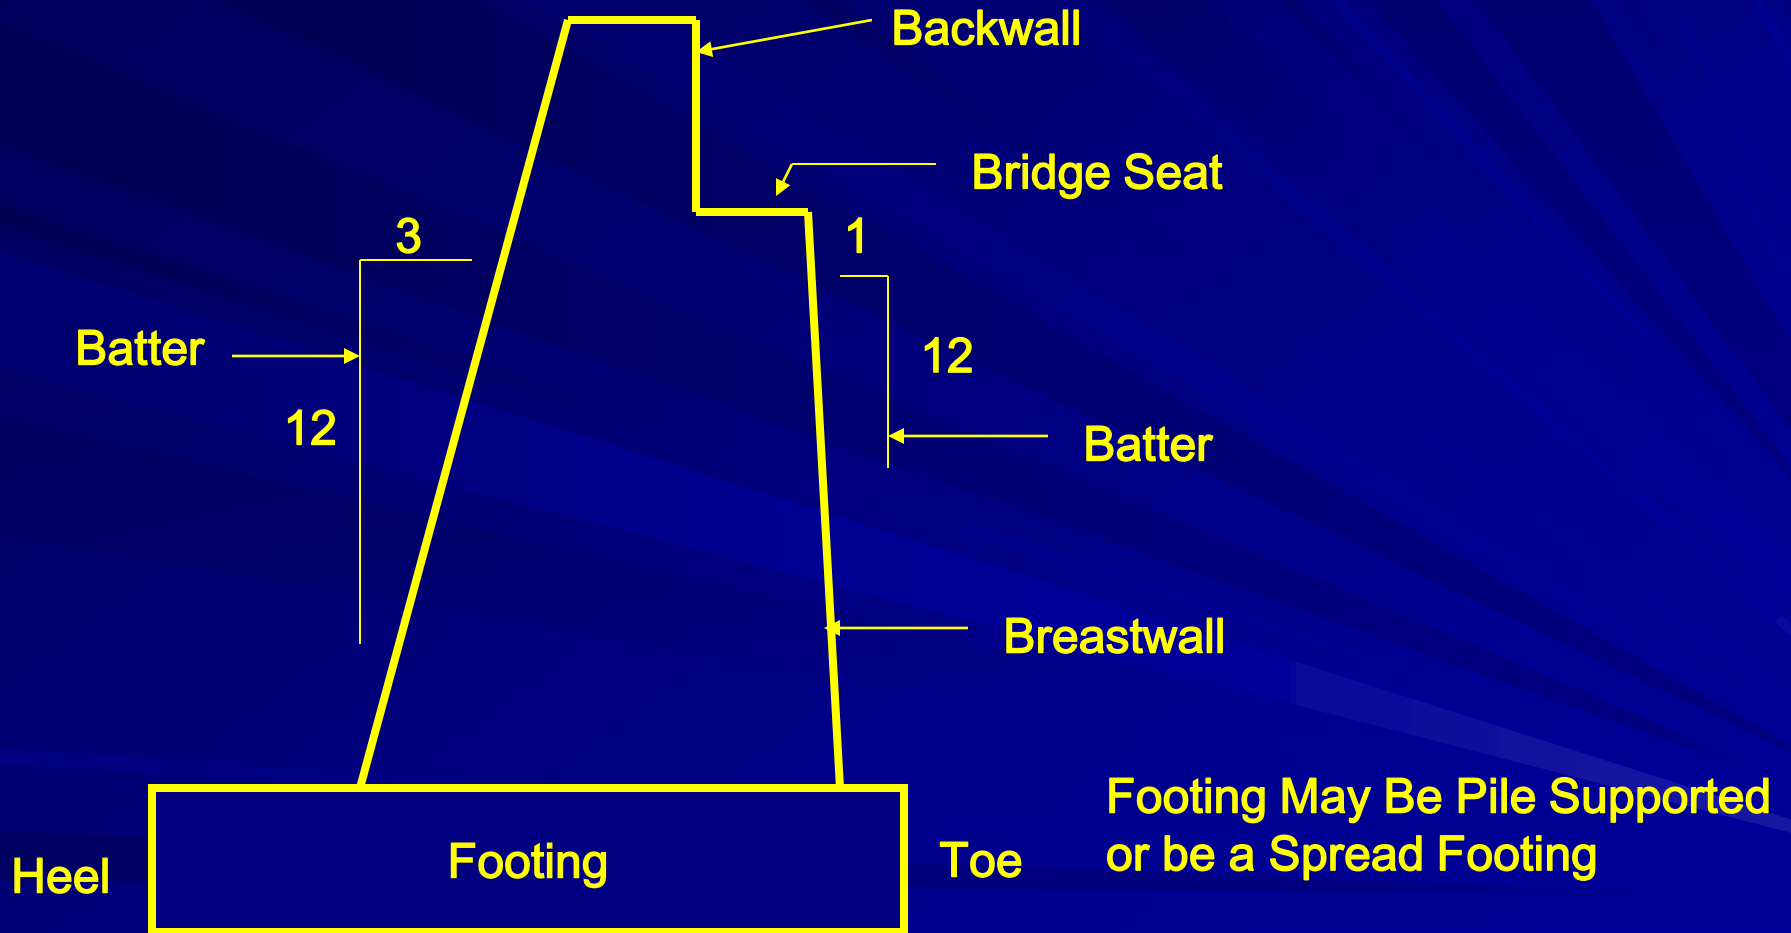 Backwall
Bridge Seat
3
1
Batter
12
12
Batter
Breastwall
Footing May Be Pile Supported
or be a Spread Footing
Heel
Footing
Toe